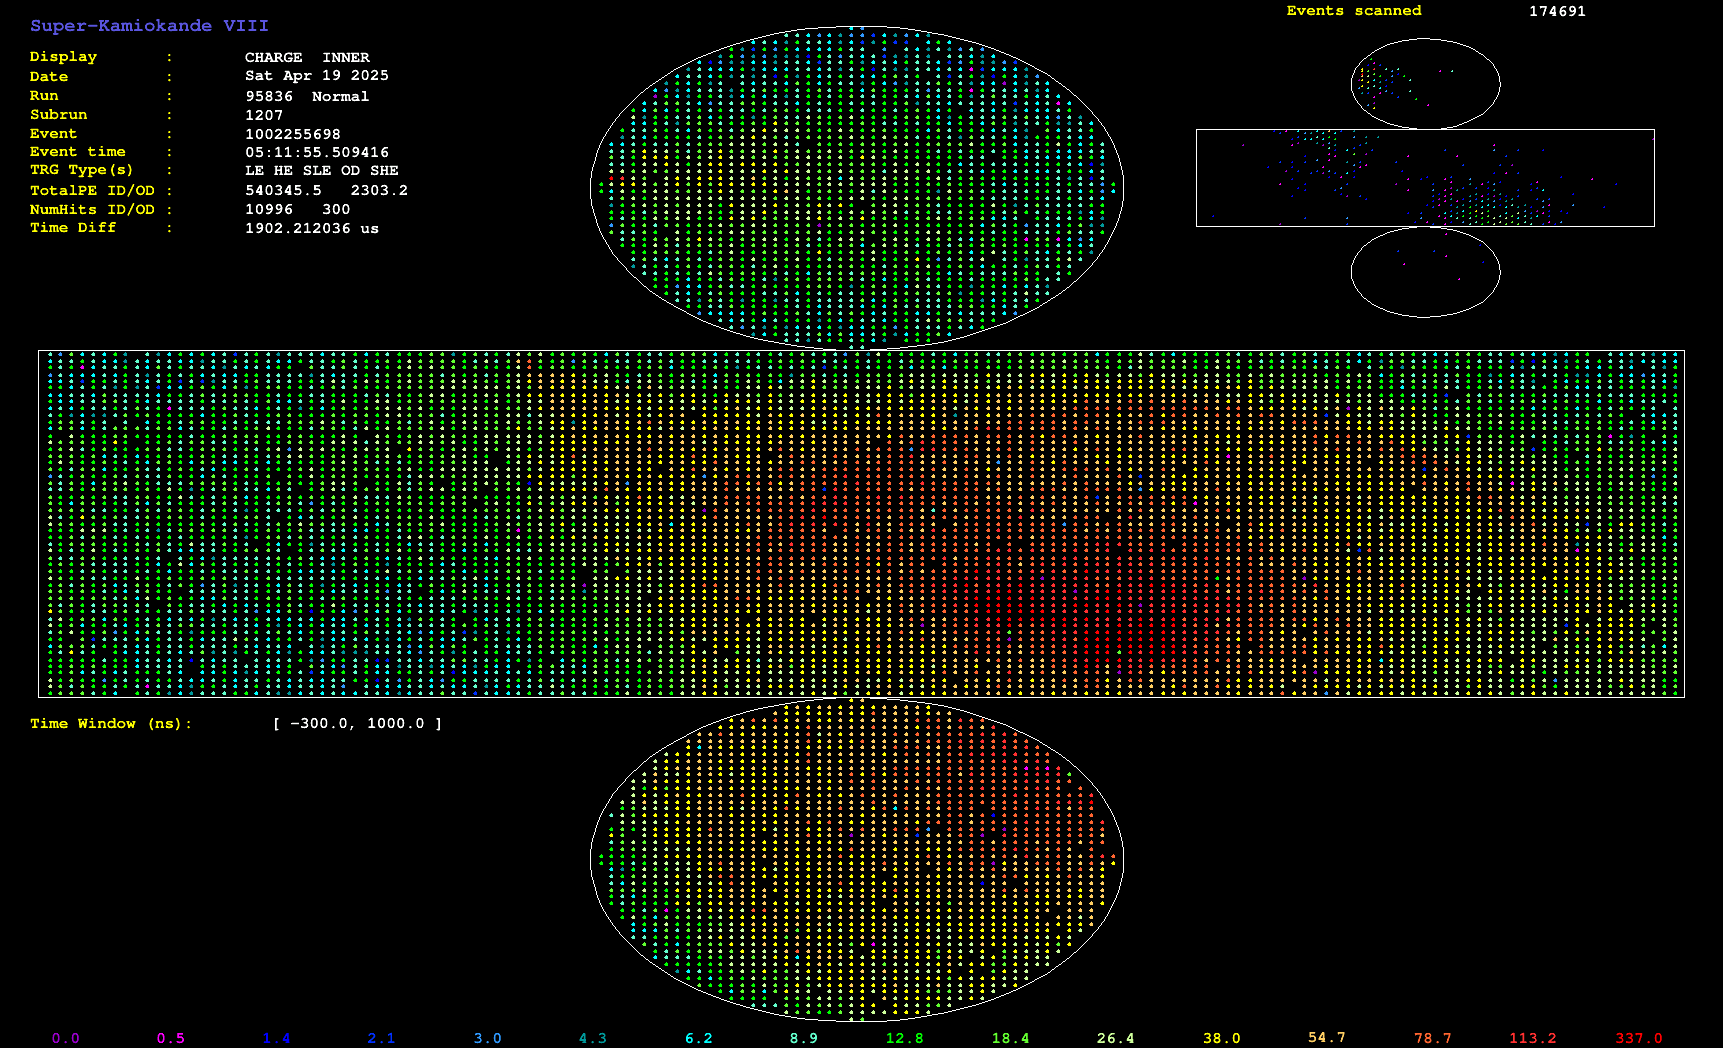 Super-Kamiokande VIII
Events scanned 174691
Display : CHARGE INNER
Date : Sat Apr 19 2025
Run : 95836 Normal
Subrun : 1207
Event : 1002255698
Event time : 05:11:55.509416
TRG Type(s) : LE HE SLE OD SHE
TotalPE ID/OD : 540345.5 2303.2
NumHits ID/OD : 10996 300
Time Diff : 1902.212036 us
Time Window (ns): [ -300.0, 1000.0 ]
0.0 0.5 1.4 2.1 3.0 4.3 6.2 8.9 12.8 18.4 26.4 38.0 54.7 78.7 113.2 337.0